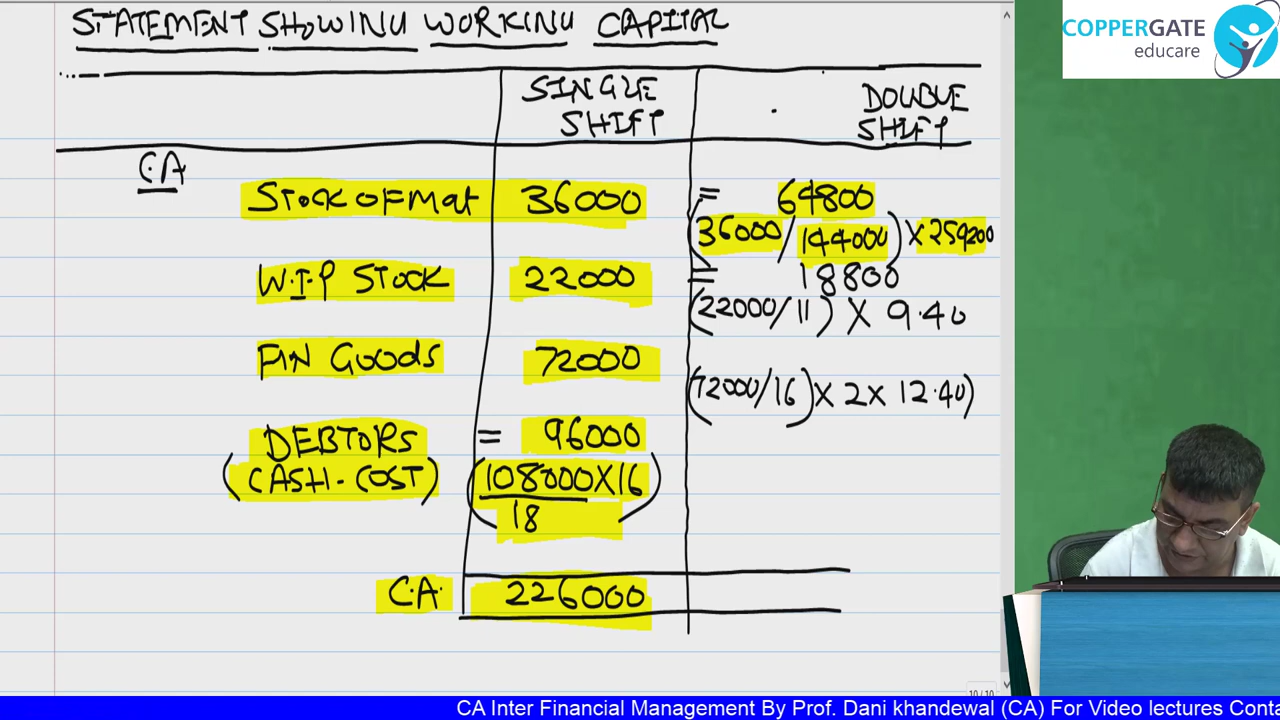 STATEMENT SHOWING WORKING CAPITAL
COPPERGATE
educare
SINGLE SHIFT
DOUBLE SHIFT
C.A
Stock OF mat 36000 = 64800
(36000/144000) X 259200
W.I.P Stock 22000 = 18800
(22000/11) X 9.40
FIN Goods 72000
(72000/16) X 2 X 12.40)
DEBTORS = 96000
(CASH-COST) (108000X16
18)
C.A. 226000
10/10
CA Inter Financial Management By Prof. Dani khandewal (CA) For Video lectures Conta